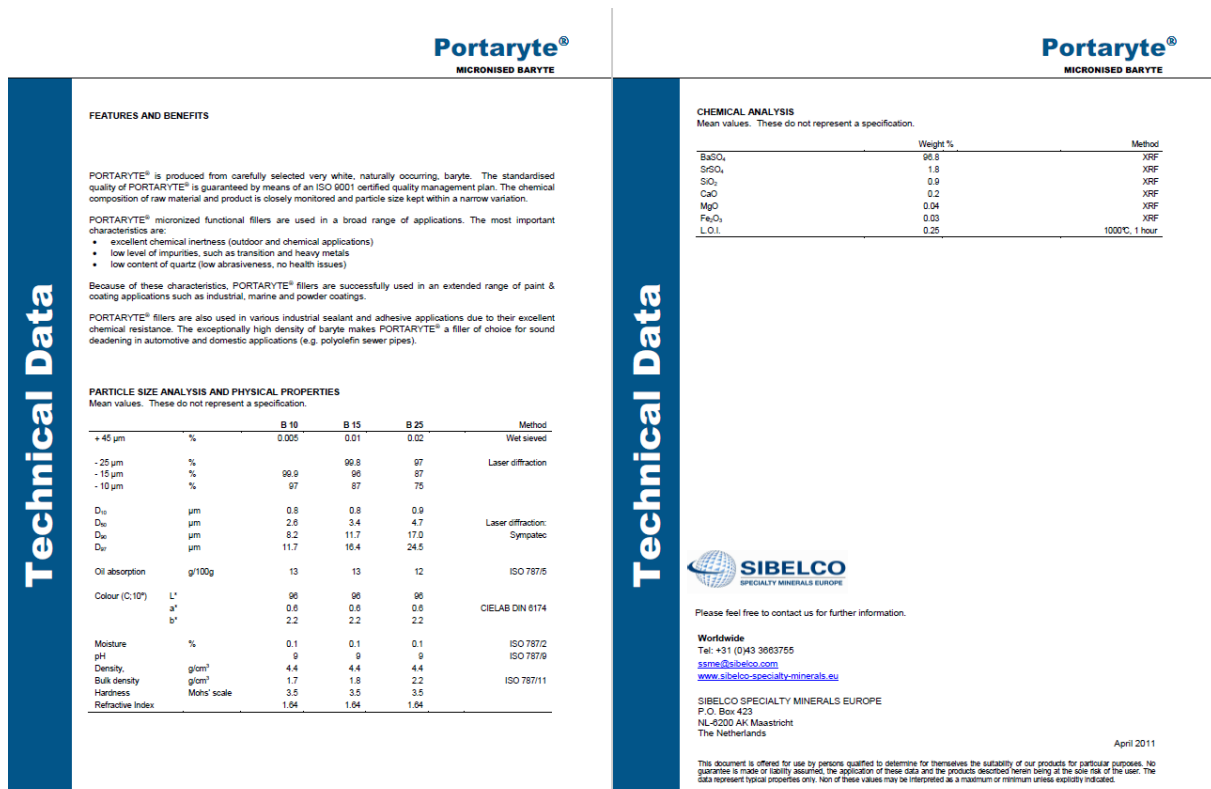 Portaryte®
MICRONISED BARYTE
Technical Data
FEATURES AND BENEFITS
PORTARYTE® is produced from carefully selected very white, naturally occurring, baryte. The standardised
quality of PORTARYTE® is guaranteed by means of an ISO 9001 certified quality management plan. The chemical
composition of raw material and product is closely monitored and particle size kept within a narrow variation.
PORTARYTE® micronized functional fillers are used in a broad range of applications. The most important
characteristics are:
• excellent chemical inertness (outdoor and chemical applications)
• low level of impurities, such as transition and heavy metals
• low content of quartz (low abrasiveness, no health issues)
Because of these characteristics, PORTARYTE® fillers are successfully used in an extended range of paint &
coating applications such as industrial, marine and powder coatings.
PORTARYTE® fillers are also used in various industrial sealant and adhesive applications due to their excellent
chemical resistance. The exceptionally high density of baryte makes PORTARYTE® a filler of choice for sound
deadening in automotive and domestic applications (e.g. polyolefin sewer pipes).
PARTICLE SIZE ANALYSIS AND PHYSICAL PROPERTIES
Mean values. These do not represent a specification.
B 10 B 15 B 25 Method
+ 45 µm % 0.005 0.01 0.02 Wet sieved
- 25 µm % 99.8 97 Laser diffraction
- 15 µm % 99.9 96 87
- 10 µm % 97 87 75
D₁₀ µm 0.8 0.8 0.9
D₅₀ µm 2.6 3.4 4.7 Laser diffraction:
D₉₀ µm 8.2 11.7 17.0 Sympatec
D₉₇ µm 11.7 16.4 24.5
Oil absorption g/100g 13 13 12 ISO 787/5
Colour (C;10°) L* 96 96 96
a* 0.6 0.6 0.6 CIELAB DIN 6174
b* 2.2 2.2 2.2
Moisture % 0.1 0.1 0.1 ISO 787/2
pH 9 9 9 ISO 787/9
Density, g/cm³ 4.4 4.4 4.4
Bulk density g/cm³ 1.7 1.8 2.2 ISO 787/11
Hardness Mohs' scale 3.5 3.5 3.5
Refractive Index 1.64 1.64 1.64
Portaryte®
MICRONISED BARYTE
Technical Data
CHEMICAL ANALYSIS
Mean values. These do not represent a specification.
Weight % Method
BaSO₄ 96.8 XRF
SrSO₄ 1.8 XRF
SiO₂ 0.9 XRF
CaO 0.2 XRF
MgO 0.04 XRF
Fe₂O₃ 0.03 XRF
L.O.I. 0.25 1000°C, 1 hour
SIBELCO
SPECIALTY MINERALS EUROPE
Please feel free to contact us for further information.
Worldwide
Tel: +31 (0)43 3663755
ssme@sibelco.com
www.sibelco-specialty-minerals.eu
SIBELCO SPECIALTY MINERALS EUROPE
P.O. Box 423
NL-6200 AK Maastricht
The Netherlands
April 2011
This document is offered for use by persons qualified to determine for themselves the suitability of our products for particular purposes. No
guarantee is made or liability assumed, the application of these data and the products described herein being at the sole risk of the user. The
data represent typical properties only. Non of these values may be interpreted as a maximum or minimum unless explicitly indicated.